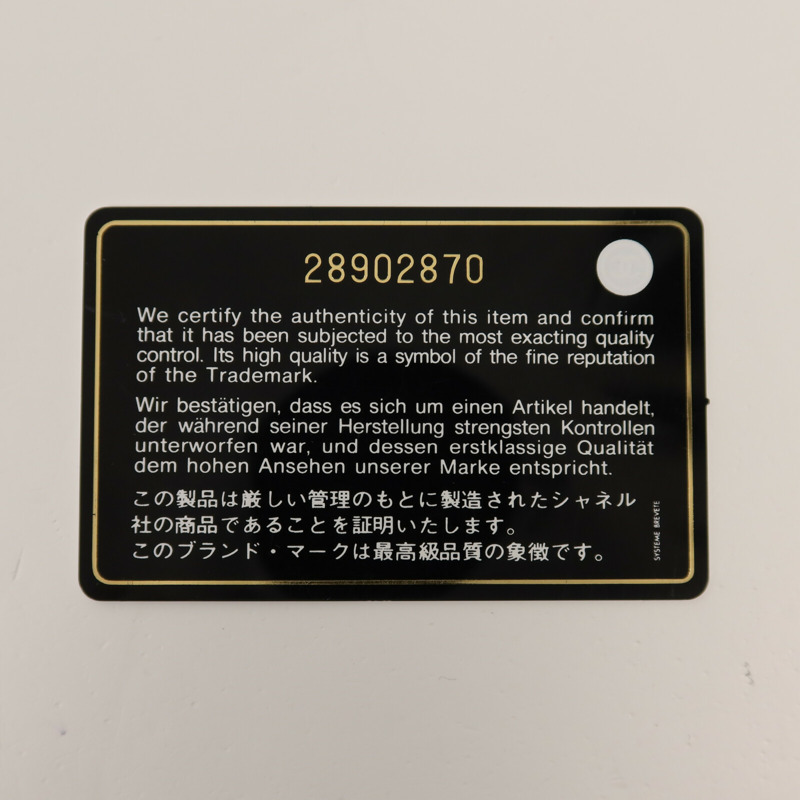 28902870
We certify the authenticity of this item and confirm
that it has been subjected to the most exacting quality
control. Its high quality is a symbol of the fine reputation
of the Trademark.
Wir bestätigen, dass es sich um einen Artikel handelt,
der während seiner Herstellung strengsten Kontrollen
unterworfen war, und dessen erstklassige Qualität
dem hohen Ansehen unserer Marke entspricht.
この製品は厳しい管理のもとに製造されたシャネル
社の商品であることを証明いたします。
このブランド・マークは最高級品質の象徴です。
SYSTEME BREVETE